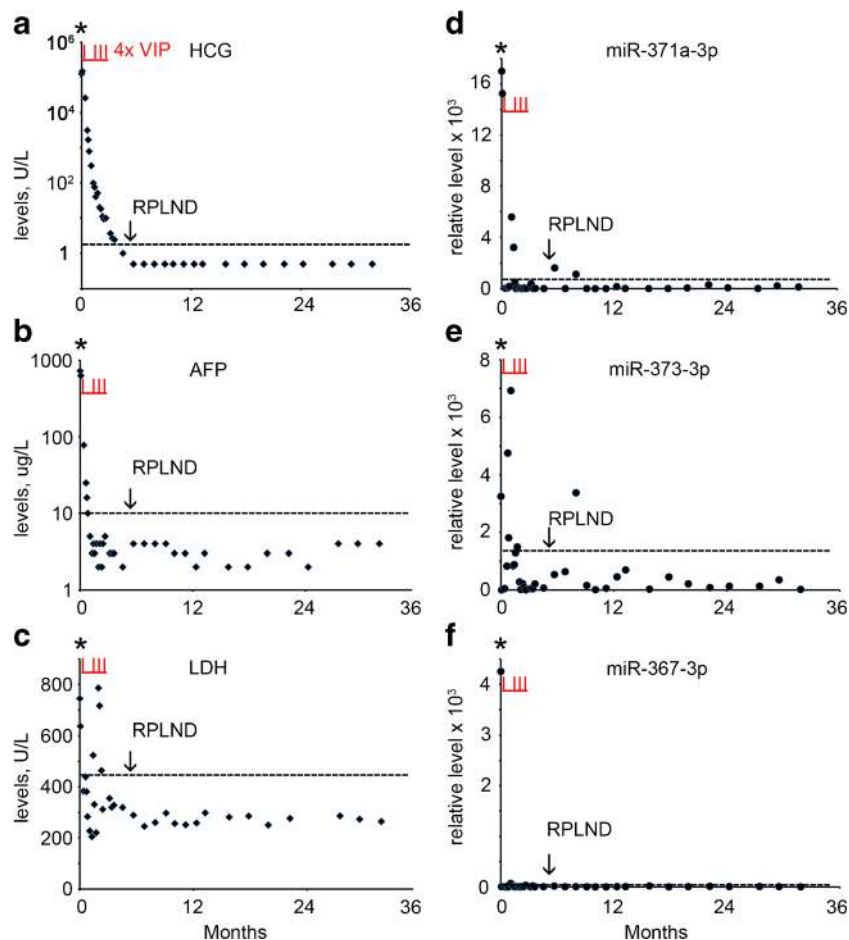 a
*
4x VIP HCG
10⁶
10⁴
10²
1
levels, U/L
RPLND
0 12 24 36
b
*
AFP
1000
100
10
1
levels, ug/L
RPLND
0 12 24 36
c
*
LDH
800
600
400
200
0
levels, U/L
RPLND
0 12 24 36
Months
d
*
miR-371a-3p
16
12
8
4
0
relative level x 10³
RPLND
0 12 24 36
e
*
miR-373-3p
8
6
4
2
0
relative level x 10³
RPLND
0 12 24 36
f
*
miR-367-3p
4
4
2
0
relative level x 10³
RPLND
0 12 24 36
Months